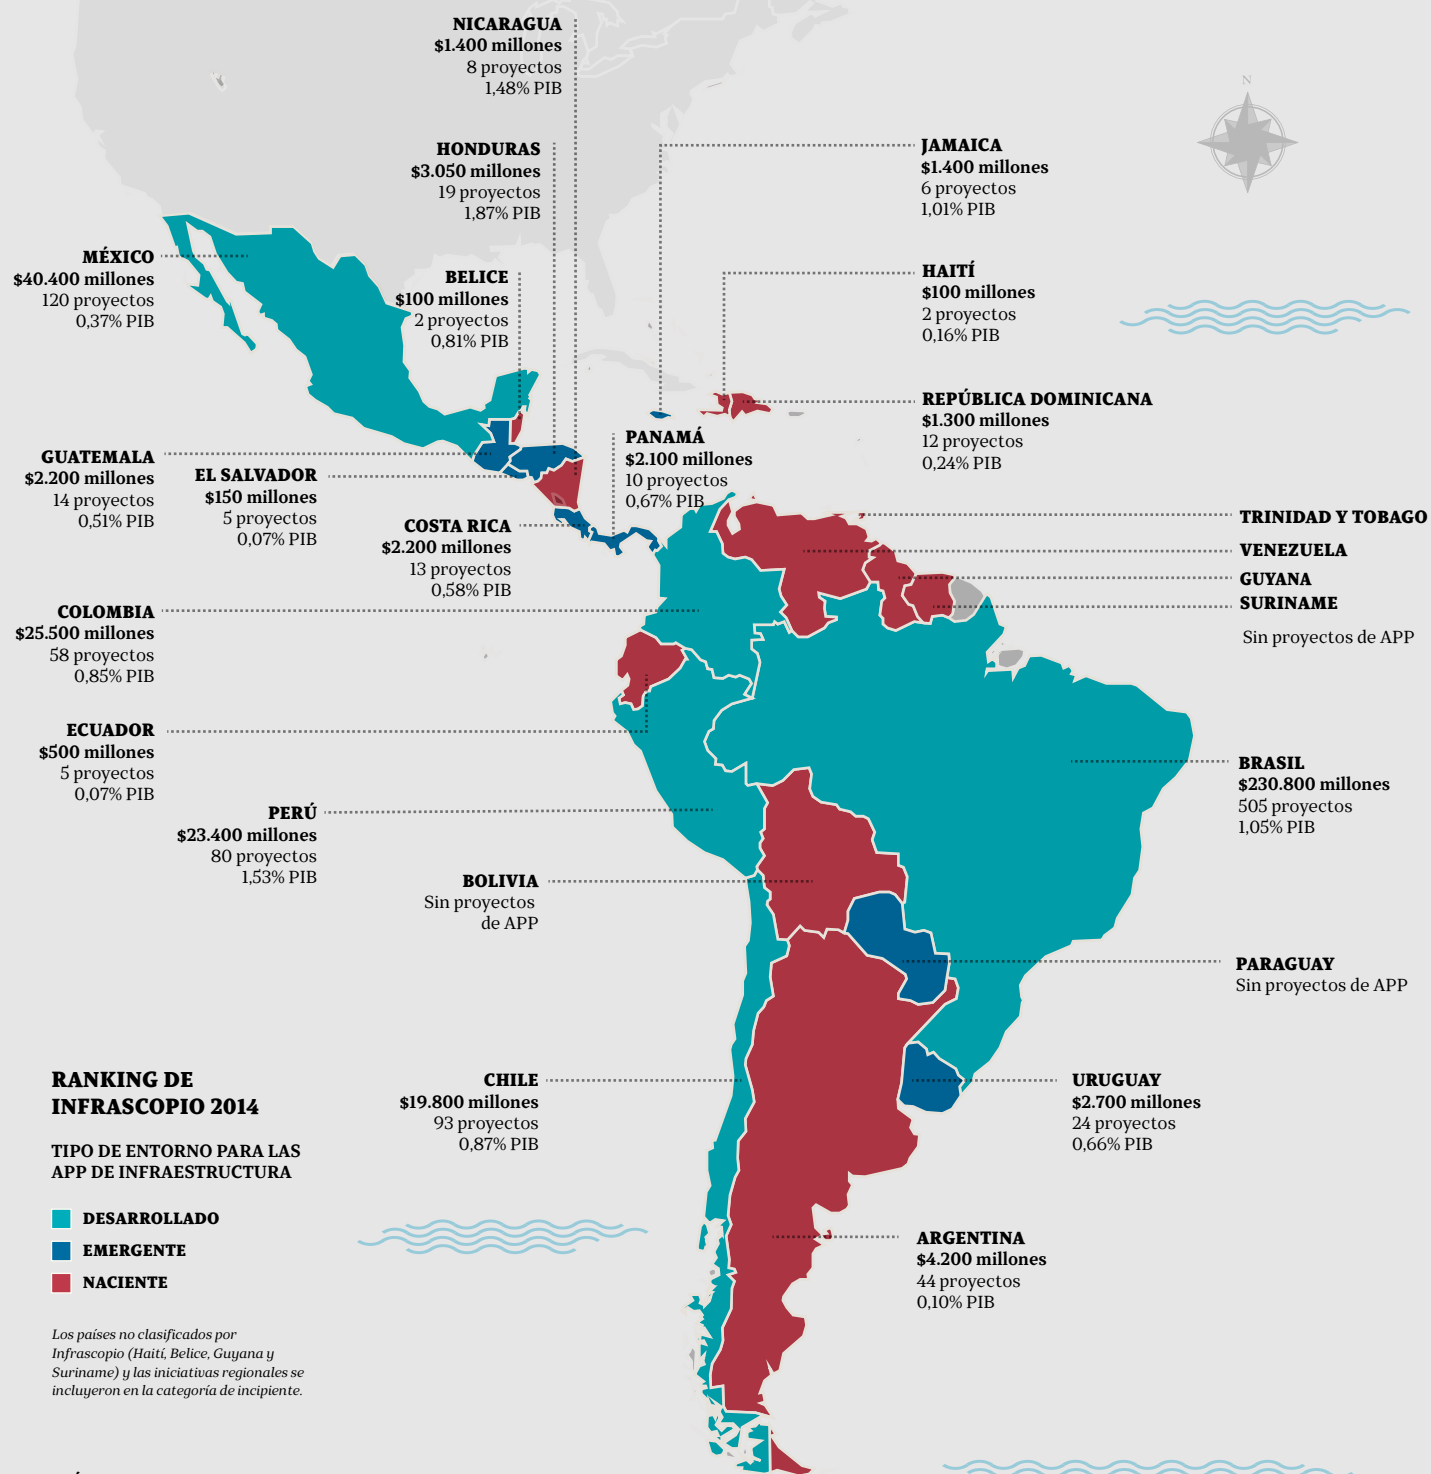 NICARAGUA
$1.400 millones
8 proyectos
1,48% PIB
N
HONDURAS
$3.050 millones
19 proyectos
1,87% PIB
JAMAICA
$1.400 millones
6 proyectos
1,01% PIB
MÉXICO
$40.400 millones
120 proyectos
0,37% PIB
BELICE
$100 millones
2 proyectos
0,81% PIB
HAITÍ
$100 millones
2 proyectos
0,16% PIB
REPÚBLICA DOMINICANA
$1.300 millones
12 proyectos
0,24% PIB
GUATEMALA
$2.200 millones
14 proyectos
0,51% PIB
EL SALVADOR
$150 millones
5 proyectos
0,07% PIB
PANAMÁ
$2.100 millones
10 proyectos
0,67% PIB
COSTA RICA
$2.200 millones
13 proyectos
0,58% PIB
TRINIDAD Y TOBAGO
VENEZUELA
GUYANA
SURINAME
Sin proyectos de APP
COLOMBIA
$25.500 millones
58 proyectos
0,85% PIB
ECUADOR
$500 millones
5 proyectos
0,07% PIB
BRASIL
$230.800 millones
505 proyectos
1,05% PIB
PERÚ
$23.400 millones
80 proyectos
1,53% PIB
BOLIVIA
Sin proyectos
de APP
PARAGUAY
Sin proyectos de APP
CHILE
$19.800 millones
93 proyectos
0,87% PIB
URUGUAY
$2.700 millones
24 proyectos
0,66% PIB
ARGENTINA
$4.200 millones
44 proyectos
0,10% PIB
RANKING DE
INFRASCOPIO 2014
TIPO DE ENTORNO PARA LAS
APP DE INFRAESTRUCTURA
DESARROLLADO
EMERGENTE
NACIENTE
Los países no clasificados por
Infrascopio (Haití, Belice, Guyana y
Suriname) y las iniciativas regionales se
incluyeron en la categoría de incipiente.